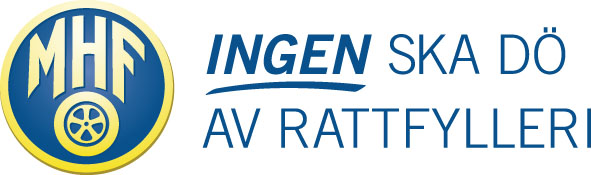 MHF
INGEN SKA DÖ
AV RATTFYLLERI